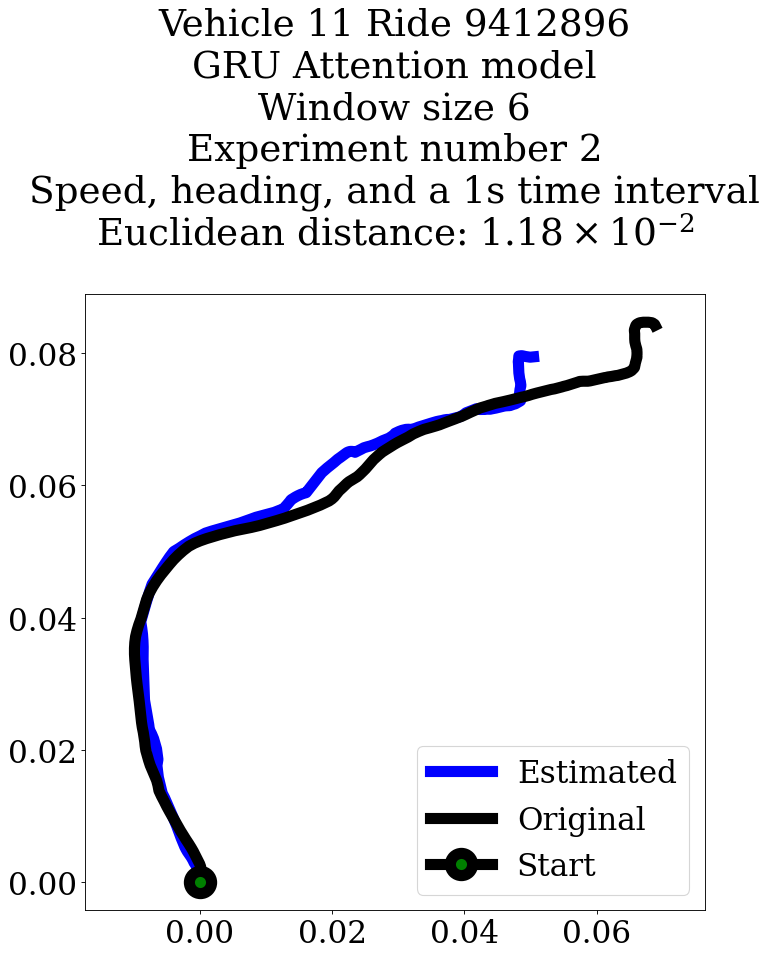 Vehicle 11 Ride 9412896
GRU Attention model
Window size 6
Experiment number 2
Speed, heading, and a 1s time interval
Euclidean distance: 1.18 × 10⁻²
0.08
0.06
0.04
0.02
0.00
Estimated
Original
Start
0.00 0.02 0.04 0.06